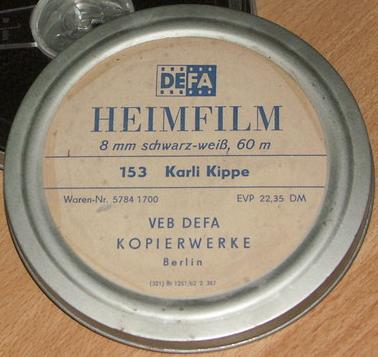 DEFA
HEIMFILM
8 mm schwarz-weiß, 60 m
153 Karli Kippe
Waren-Nr. 5784 1700 EVP 22,35 DM
VEB DEFA
KOPIERWERKE
Berlin